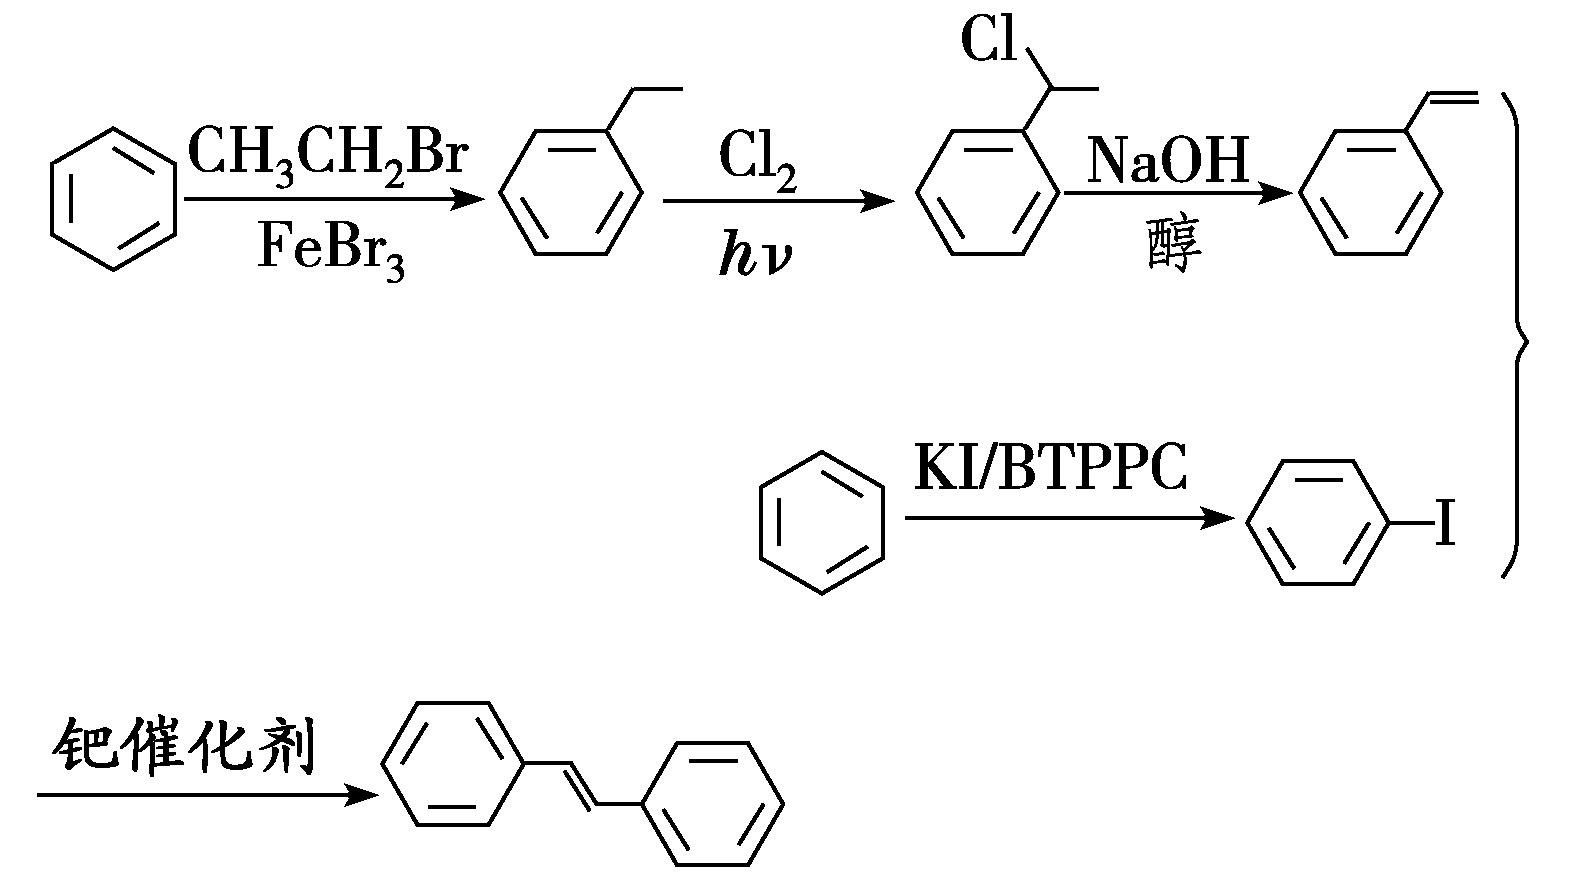 Cl
CH₃CH₂Br
FeBr₃
Cl₂
hν
NaOH
醇
KI/BTPPC
I
钯催化剂